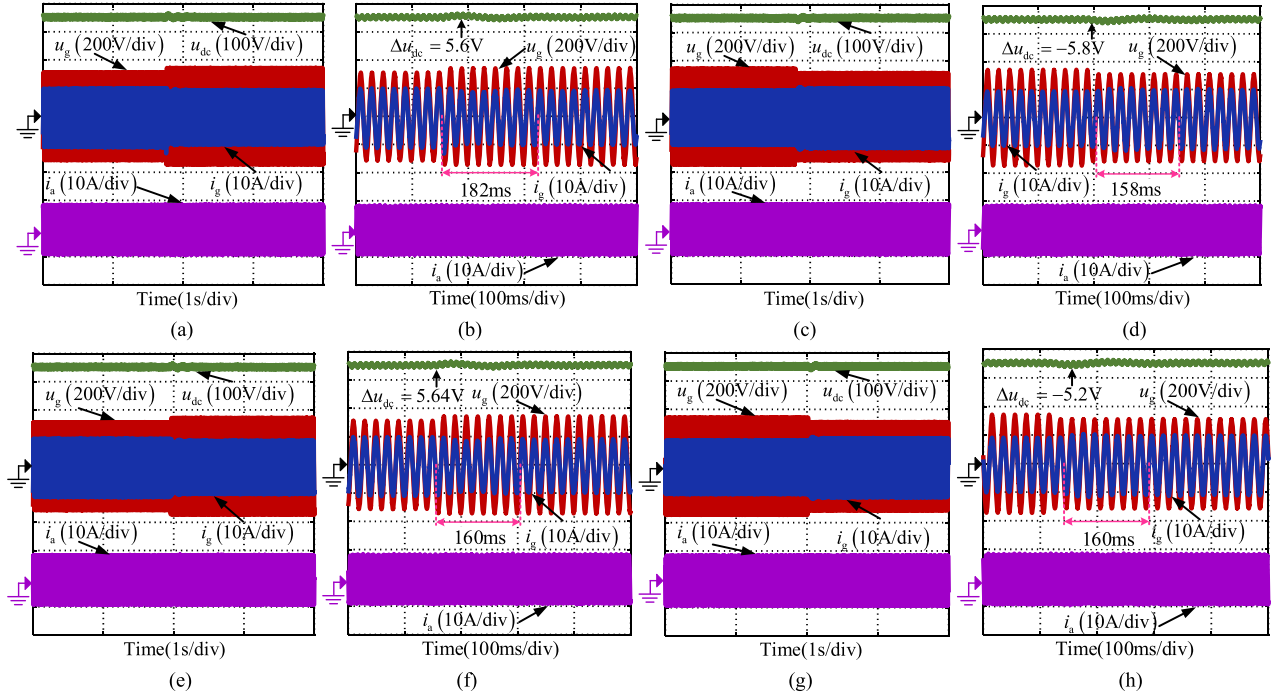 u_g (200V/div) u_dc (100V/div)
i_a (10A/div) i_g (10A/div)
Time(1s/div)
(a)
Δu_dc = 5.6V u_g (200V/div)
182ms i_g (10A/div)
i_a (10A/div)
Time(100ms/div)
(b)
u_g (200V/div) u_dc (100V/div)
i_a (10A/div) i_g (10A/div)
Time(1s/div)
(c)
Δu_dc = −5.8V u_g (200V/div)
i_g (10A/div) 158ms
i_a (10A/div)
Time(100ms/div)
(d)
u_g (200V/div) u_dc (100V/div)
i_a (10A/div) i_g (10A/div)
Time(1s/div)
(e)
Δu_dc = 5.64V u_g (200V/div)
160ms i_g (10A/div)
i_a (10A/div)
Time(100ms/div)
(f)
u_g (200V/div) u_dc (100V/div)
i_a (10A/div) i_g (10A/div)
Time(1s/div)
(g)
Δu_dc = −5.2V u_g (200V/div)
160ms i_g (10A/div)
i_a (10A/div)
Time(100ms/div)
(h)